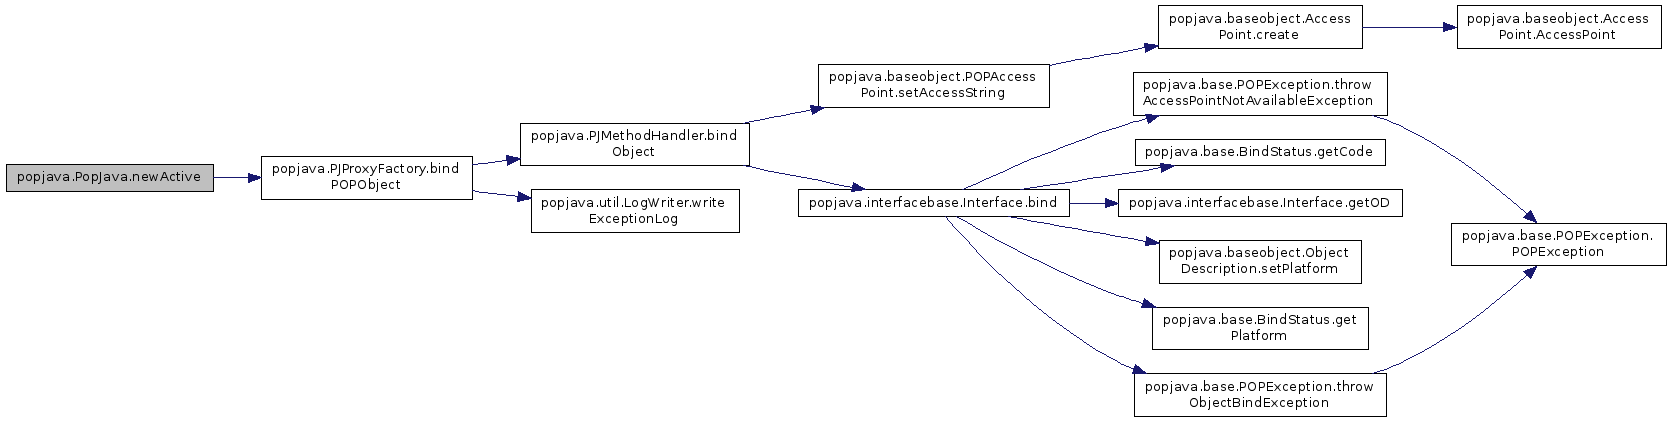 popjava.PopJava.newActive
popjava.PJProxyFactory.bind
POPObject
popjava.PJMethodHandler.bind
Object
popjava.util.LogWriter.write
ExceptionLog
popjava.baseobject.POPAccess
Point.setAccessString
popjava.interfacebase.Interface.bind
popjava.baseobject.Access
Point.create
popjava.base.POPException.throw
AccessPointNotAvailableException
popjava.base.BindStatus.getCode
popjava.interfacebase.Interface.getOD
popjava.baseobject.Object
Description.setPlatform
popjava.base.BindStatus.get
Platform
popjava.base.POPException.throw
ObjectBindException
popjava.baseobject.Access
Point.AccessPoint
popjava.base.POPException.
POPException